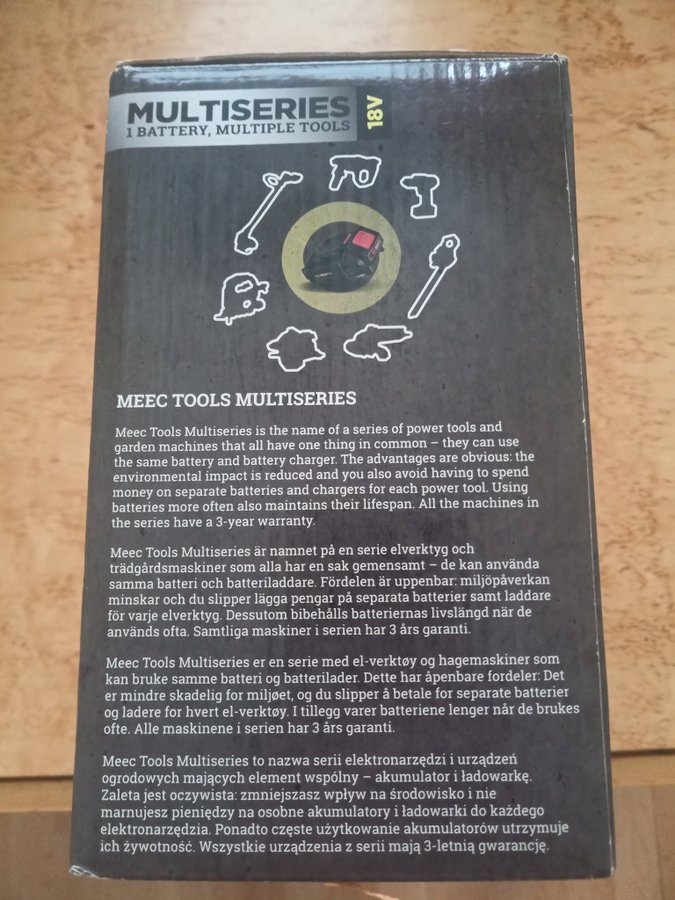 MULTISERIES
1 BATTERY, MULTIPLE TOOLS
18V
MEEC TOOLS MULTISERIES
Meec Tools Multiseries is the name of a series of power tools and
garden machines that all have one thing in common – they can use
the same battery and battery charger. The advantages are obvious: the
environmental impact is reduced and you also avoid having to spend
money on separate batteries and chargers for each power tool. Using
batteries more often also maintains their lifespan. All the machines in
the series have a 3-year warranty.
Meec Tools Multiseries är namnet på en serie elverktyg och
trädgårdsmaskiner som alla har en sak gemensamt – de kan använda
samma batteri och batteriladdare. Fördelen är uppenbar: miljöpåverkan
minskar och du slipper lägga pengar på separata batterier samt laddare
för varje elverktyg. Dessutom bibehålls batteriernas livslängd när de
används ofta. Samtliga maskiner i serien har 3 års garanti.
Meec Tools Multiseries er en serie med el-verktøy og hagemaskiner som
kan bruke samme batteri og batterilader. Dette har åpenbare fordeler: Det
er mindre skadelig for miljøet, og du slipper å betale for separate batterier
og ladere for hvert el-verktøy. I tillegg varer batteriene lenger når de brukes
ofte. Alle maskinene i serien har 3 års garanti.
Meec Tools Multiseries to nazwa serii elektronarzędzi i urządzeń
ogrodowych mających element wspólny – akumulator i ładowarkę.
Zaleta jest oczywista: zmniejszasz wpływ na środowisko i nie
marnujesz pieniędzy na osobne akumulatory i ładowarki do każdego
elektronarzędzia. Ponadto częste użytkowanie akumulatorów utrzymuje
ich żywotność. Wszystkie urządzenia z serii mają 3-letnią gwarancję.